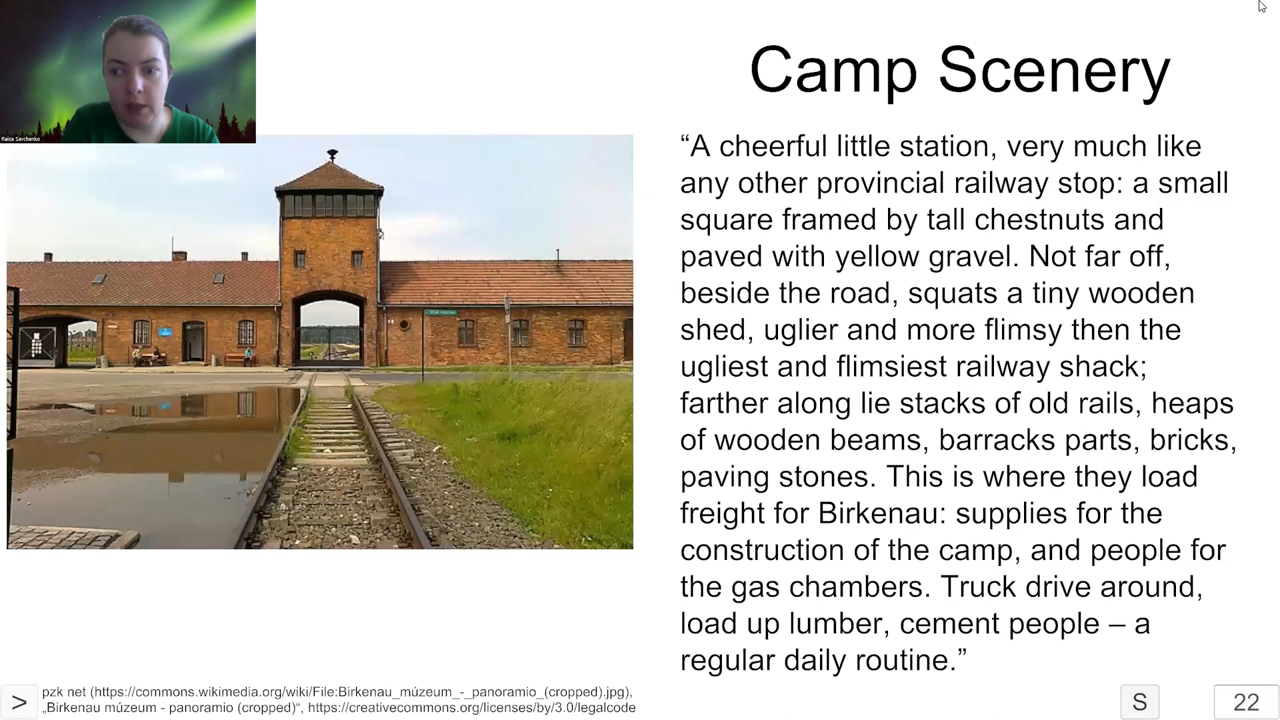 Raisa Savchenko
Camp Scenery
“A cheerful little station, very much like
any other provincial railway stop: a small
square framed by tall chestnuts and
paved with yellow gravel. Not far off,
beside the road, squats a tiny wooden
shed, uglier and more flimsy then the
ugliest and flimsiest railway shack;
farther along lie stacks of old rails, heaps
of wooden beams, barracks parts, bricks,
paving stones. This is where they load
freight for Birkenau: supplies for the
construction of the camp, and people for
the gas chambers. Truck drive around,
load up lumber, cement people – a
regular daily routine.”
>
pzk net (https://commons.wikimedia.org/wiki/File:Birkenau_múzeum_-_panoramio_(cropped).jpg),
„Birkenau múzeum - panoramio (cropped)“, https://creativecommons.org/licenses/by/3.0/legalcode
S
22